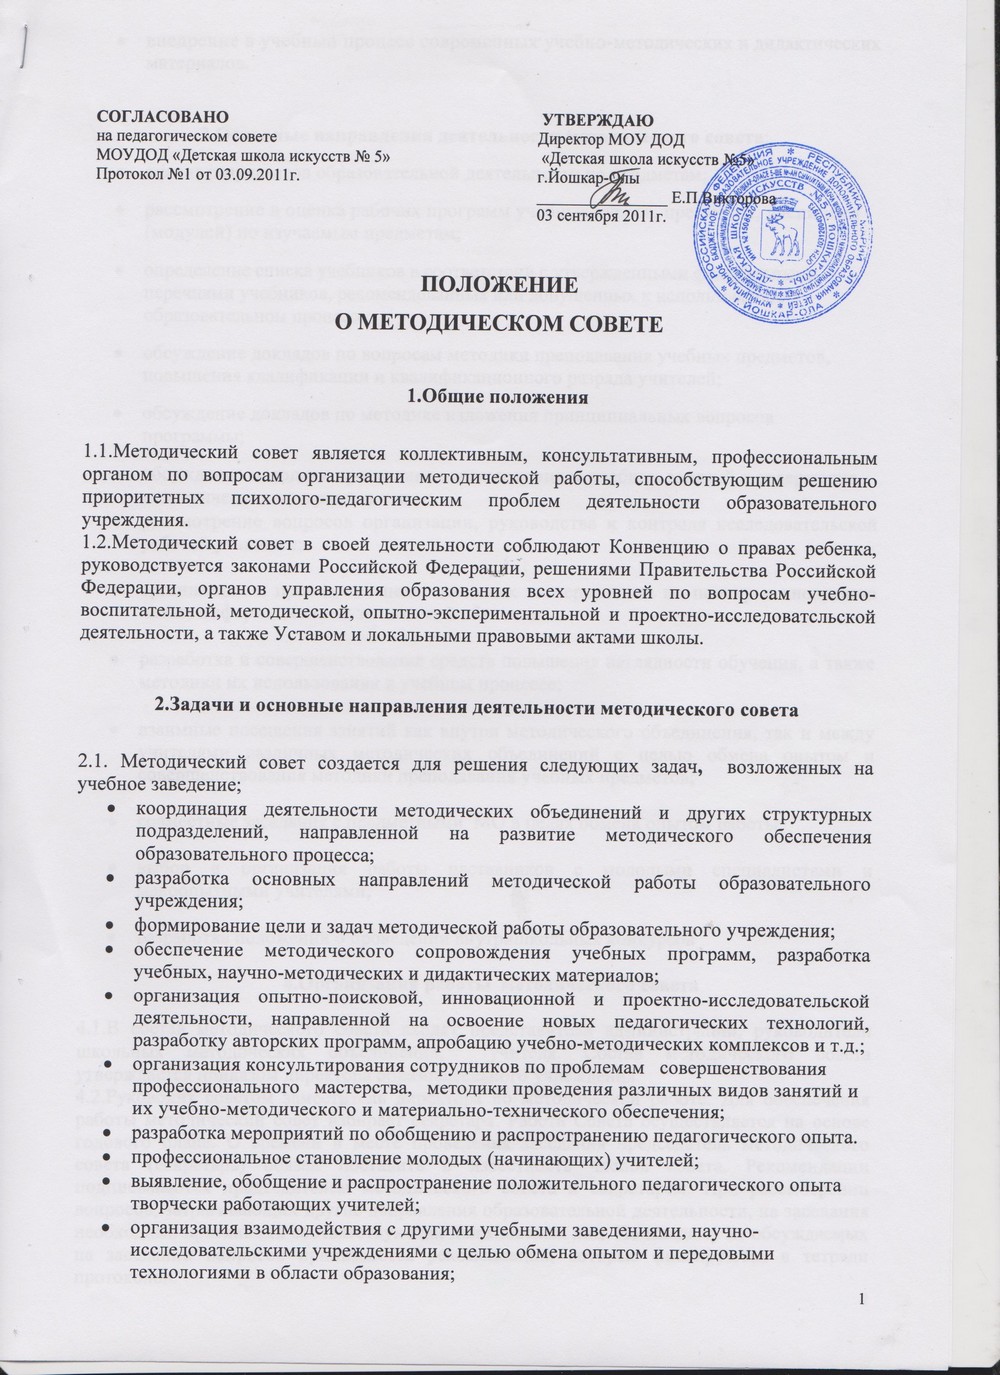 СОГЛАСОВАНО
на педагогическом совете
МОУДОД «Детская школа искусств № 5»
Протокол №1 от 03.09.2011г.
УТВЕРЖДАЮ
Директор МОУ ДОД
«Детская школа искусств №5»
г.Йошкар-Олы
Е.П.Викторова
03 сентября 2011г.
РОССИЙСКАЯ ФЕДЕРАЦИЯ * РЕСПУБЛИКА МАРИЙ ЭЛ
г. ЙОШКАР-ОЛА
ПОЛОЖЕНИЕ
О МЕТОДИЧЕСКОМ СОВЕТЕ
1.Общие положения
1.1.Методический совет является коллективным, консультативным, профессиональным
органом по вопросам организации методической работы, способствующим решению
приоритетных психолого-педагогическим проблем деятельности образовательного
учреждения.
1.2.Методический совет в своей деятельности соблюдают Конвенцию о правах ребенка,
руководствуется законами Российской Федерации, решениями Правительства Российской
Федерации, органов управления образования всех уровней по вопросам учебно-
воспитательной, методической, опытно-экспериментальной и проектно-исследоватсльской
деятельности, а также Уставом и локальными правовыми актами школы.
2.Задачи и основные направления деятельности методического совета
2.1. Методический совет создается для решения следующих задач, возложенных на
учебное заведение;
• координация деятельности методических объединений и других структурных
подразделений, направленной на развитие методического обеспечения
образовательного процесса;
• разработка основных направлений методической работы образовательного
учреждения;
• формирование цели и задач методической работы образовательного учреждения;
• обеспечение методического сопровождения учебных программ, разработка
учебных, научно-методических и дидактических материалов;
• организация опытно-поисковой, инновационной и проектно-исследовательской
деятельности, направленной на освоение новых педагогических технологий,
разработку авторских программ, апробацию учебно-методических комплексов и т.д.;
• организация консультирования сотрудников по проблемам совершенствования
профессионального мастерства, методики проведения различных видов занятий и
их учебно-методического и материально-технического обеспечения;
• разработка мероприятий по обобщению и распространению педагогического опыта.
• профессиональное становление молодых (начинающих) учителей;
• выявление, обобщение и распространение положительного педагогического опыта
творчески работающих учителей;
• организация взаимодействия с другими учебными заведениями, научно-
исследовательскими учреждениями с целью обмена опытом и передовыми
технологиями в области образования;
1